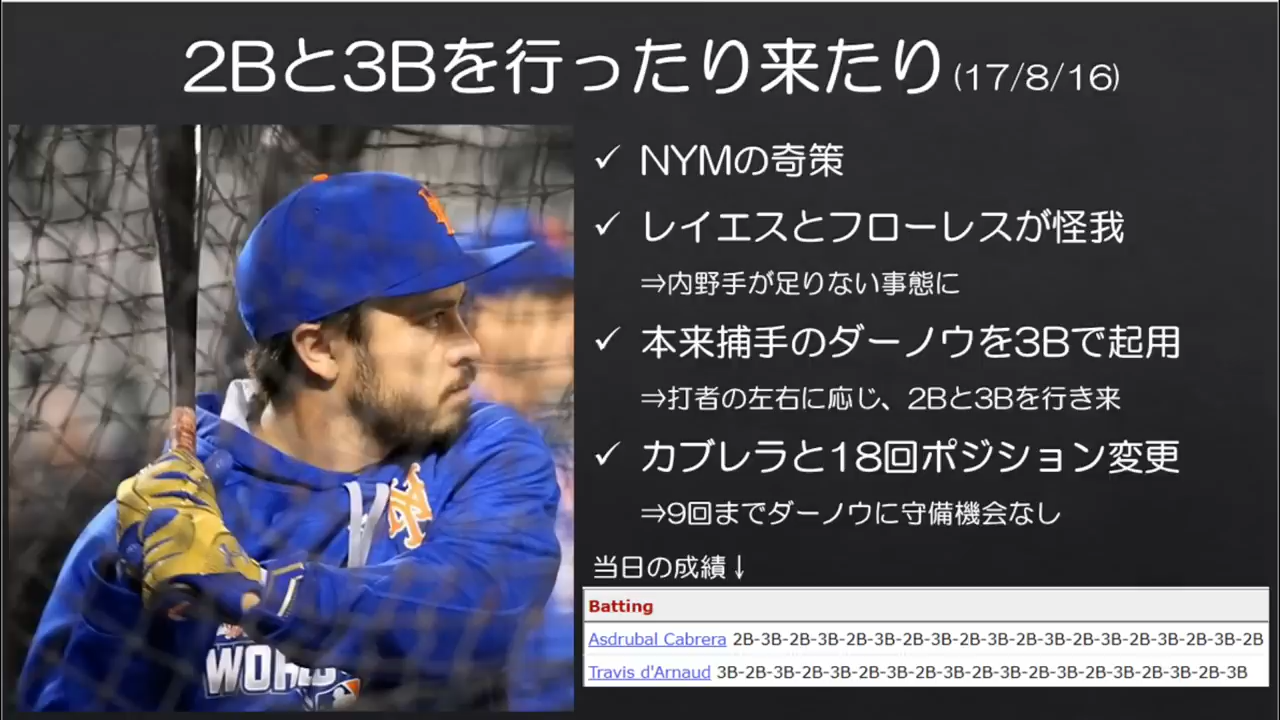 2Bと3Bを行ったり来たり(17/8/16)
✓ NYMの奇策
✓ レイエスとフローレスが怪我
⇒内野手が足りない事態に
✓ 本来捕手のダーノウを3Bで起用
⇒打者の左右に応じ、2Bと3Bを行き来
✓ カブレラと18回ポジション変更
⇒9回までダーノウに守備機会なし
当日の成績↓
Batting
Asdrubal Cabrera 2B-3B-2B-3B-2B-3B-2B-3B-2B-3B-2B-3B-2B-3B-2B-3B-2B-3B-2B
Travis d'Arnaud 3B-2B-3B-2B-3B-2B-3B-2B-3B-2B-3B-2B-3B-2B-3B-2B-3B-2B-3B
WORL